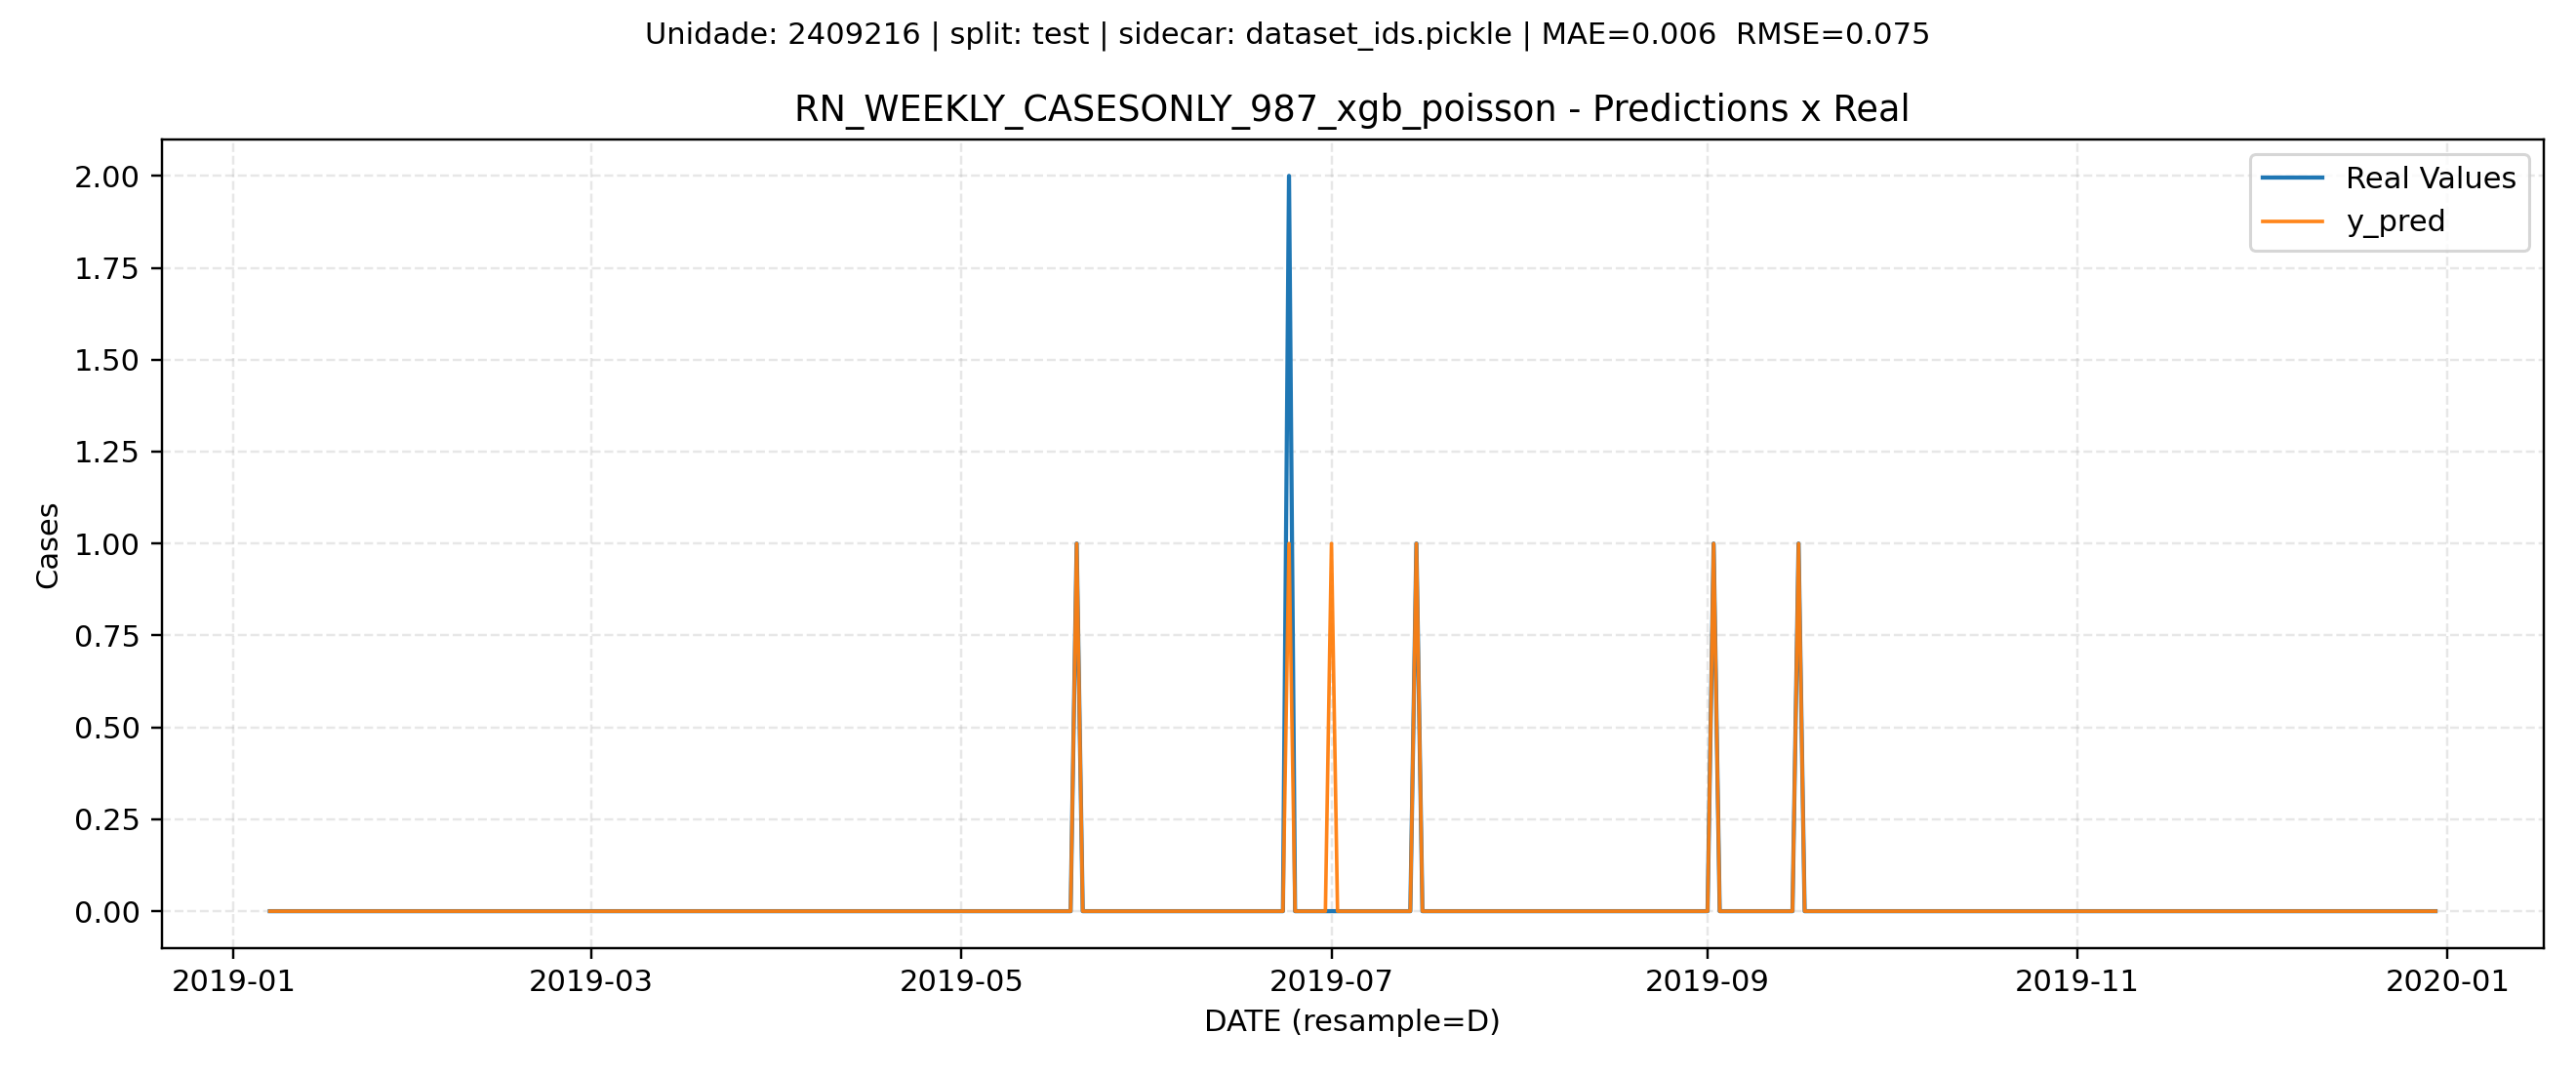 Unidade: 2409216 | split: test | sidecar: dataset_ids.pickle | MAE=0.006  RMSE=0.075
RN_WEEKLY_CASESONLY_987_xgb_poisson - Predictions x Real
Real Values
y_pred
Cases
2.00
1.75
1.50
1.25
1.00
0.75
0.50
0.25
0.00
2019-01
2019-03
2019-05
2019-07
2019-09
2019-11
2020-01
DATE (resample=D)